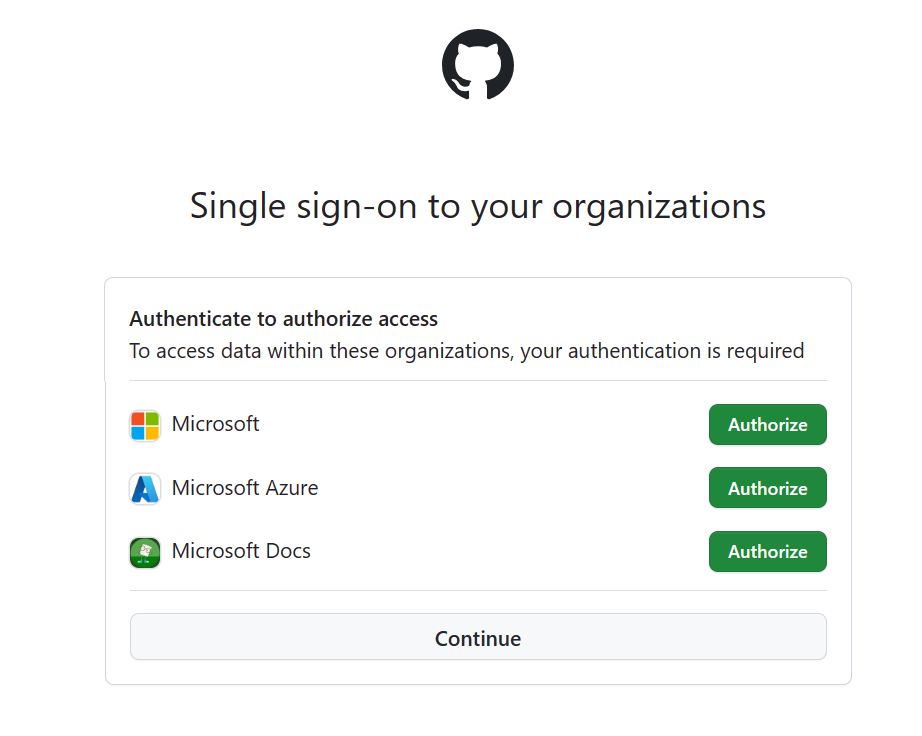 Single sign-on to your organizations
Authenticate to authorize access
To access data within these organizations, your authentication is required
Microsoft
Authorize
Microsoft Azure
Authorize
Microsoft Docs
Authorize
Continue